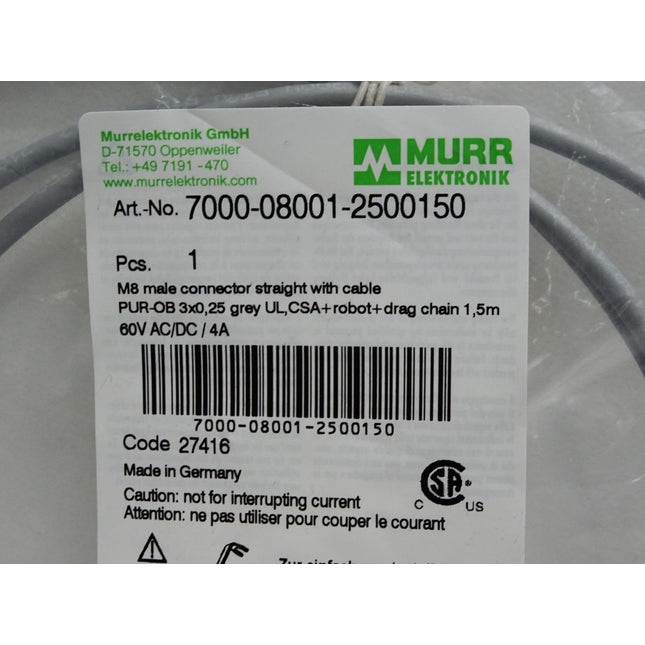 Murrelektronik GmbH
D-71570 Oppenweiler
Tel.: +49 7191 -470
www.murrelektronik.com
MURR
ELEKTRONIK
Art.-No. 7000-08001-2500150
Pcs. 1
M8 male connector straight with cable
PUR-OB 3x0,25 grey UL,CSA+robot+drag chain 1,5m
60V AC/DC / 4A
7000-08001-2500150
Code 27416
Made in Germany
SA
C US
Caution: not for interrupting current
Attention: ne pas utiliser pour couper le courant
Zur